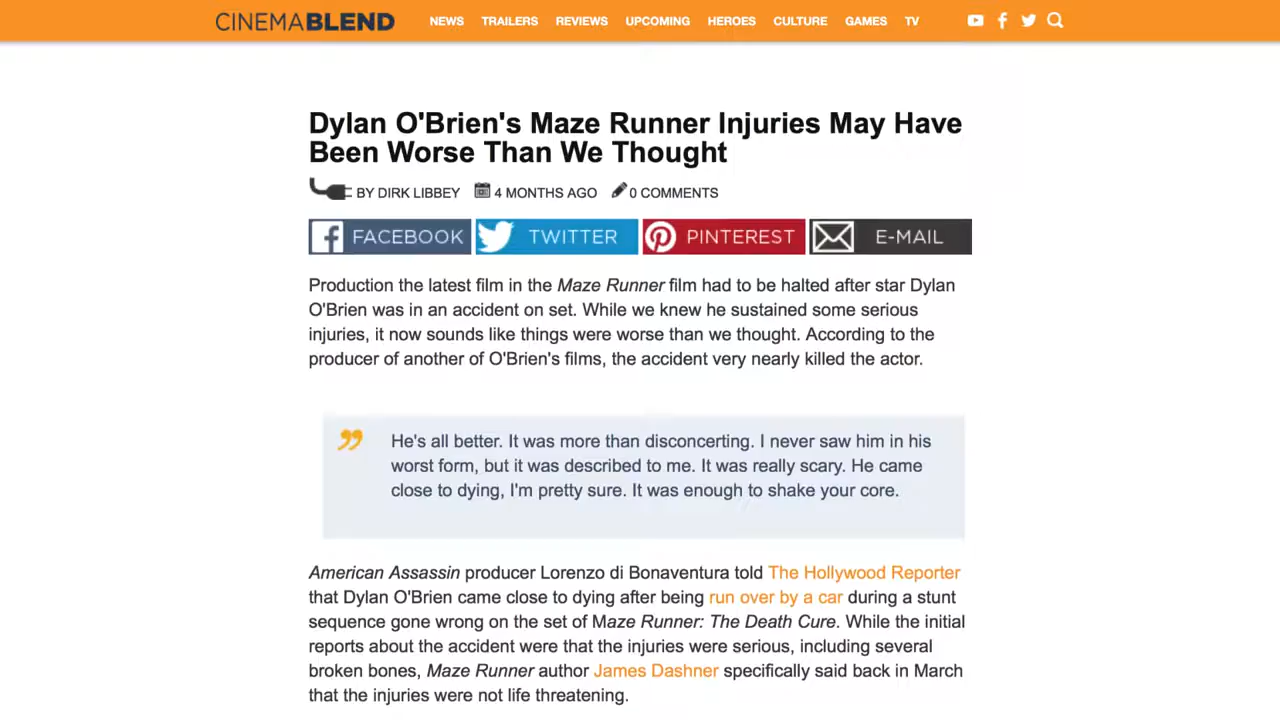 CINEMABLEND NEWS TRAILERS REVIEWS UPCOMING HEROES CULTURE GAMES TV
Dylan O'Brien's Maze Runner Injuries May Have
Been Worse Than We Thought
BY DIRK LIBBEY 4 MONTHS AGO 0 COMMENTS
FACEBOOK TWITTER PINTEREST E-MAIL
Production the latest film in the Maze Runner film had to be halted after star Dylan
O'Brien was in an accident on set. While we knew he sustained some serious
injuries, it now sounds like things were worse than we thought. According to the
producer of another of O'Brien's films, the accident very nearly killed the actor.
He's all better. It was more than disconcerting. I never saw him in his
worst form, but it was described to me. It was really scary. He came
close to dying, I'm pretty sure. It was enough to shake your core.
American Assassin producer Lorenzo di Bonaventura told The Hollywood Reporter
that Dylan O'Brien came close to dying after being run over by a car during a stunt
sequence gone wrong on the set of Maze Runner: The Death Cure. While the initial
reports about the accident were that the injuries were serious, including several
broken bones, Maze Runner author James Dashner specifically said back in March
that the injuries were not life threatening.